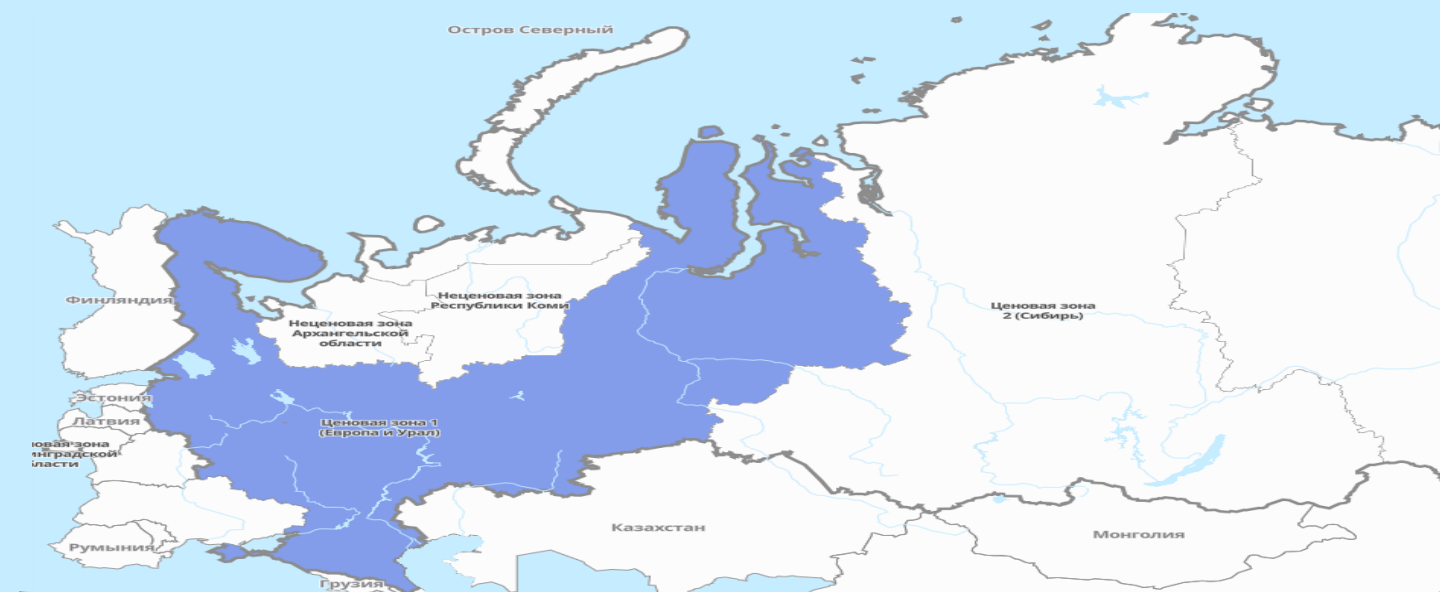 Остров Северный
Финляндия
Неценовая зона
Республики Коми
Неценовая зона
Архангельской
области
Ценовая зона
2 (Сибирь)
Эстония
Латвия
Ценовая зона 1
(Европа и Урал)
зона
Казахстан
Монголия
Румыния
Грузия